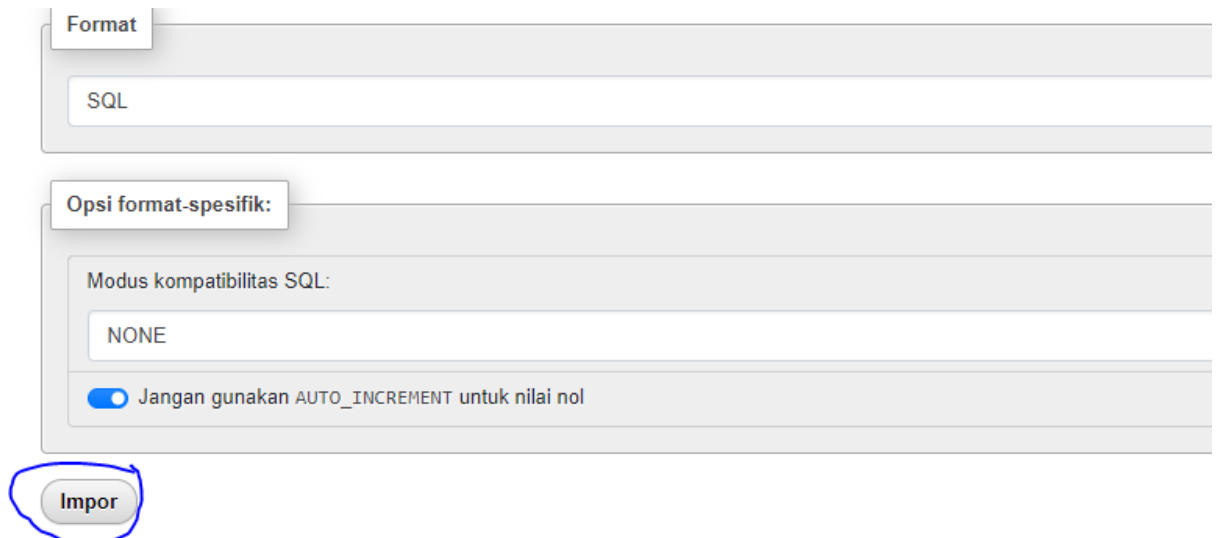 Format
SQL
Opsi format-spesifik:
Modus kompatibilitas SQL:
NONE
Jangan gunakan AUTO_INCREMENT untuk nilai nol
Impor